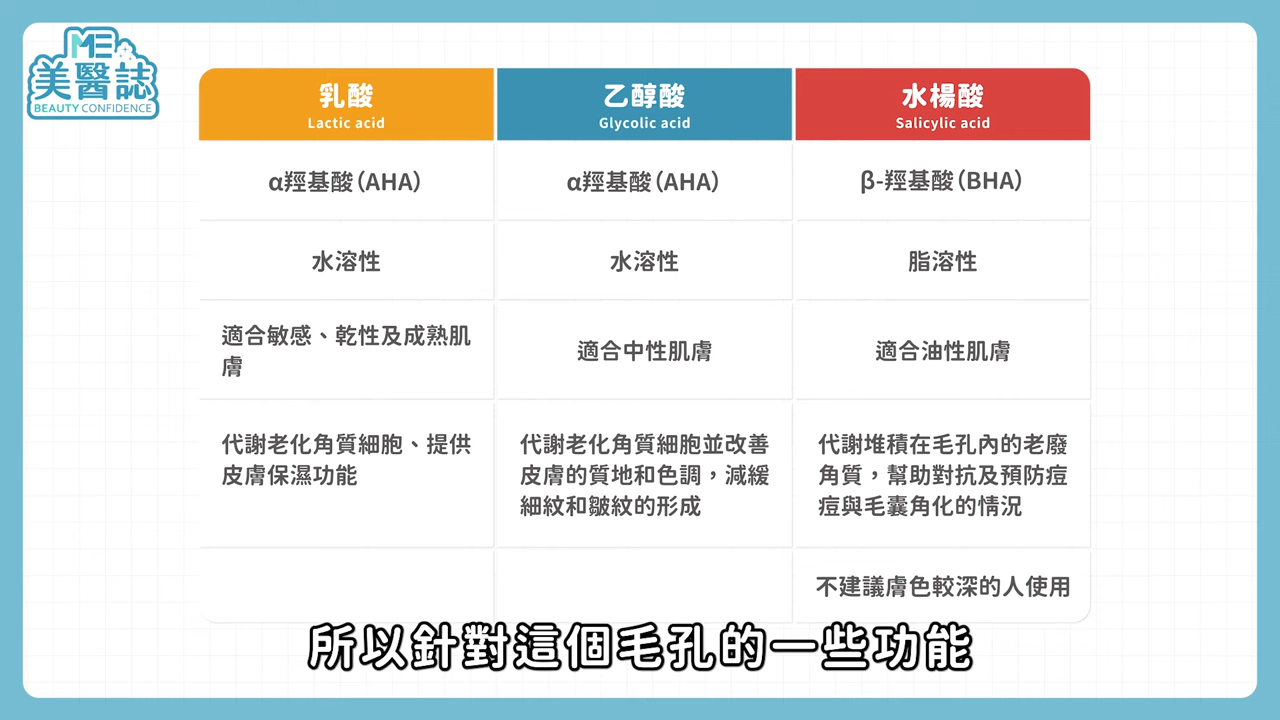 ME
美醫誌
BEAUTY CONFIDENCE
乳酸
Lactic acid
乙醇酸
Glycolic acid
水楊酸
Salicylic acid
α羥基酸(AHA)
α羥基酸(AHA)
β-羥基酸(BHA)
水溶性
水溶性
脂溶性
適合敏感、乾性及成熟肌
膚
適合中性肌膚
適合油性肌膚
代謝老化角質細胞、提供
皮膚保濕功能
代謝老化角質細胞並改善
皮膚的質地和色調,減緩
細紋和皺紋的形成
代謝堆積在毛孔內的老廢
角質,幫助對抗及預防痘
痘與毛囊角化的情況
不建議膚色較深的人使用
所以針對這個毛孔的一些功能